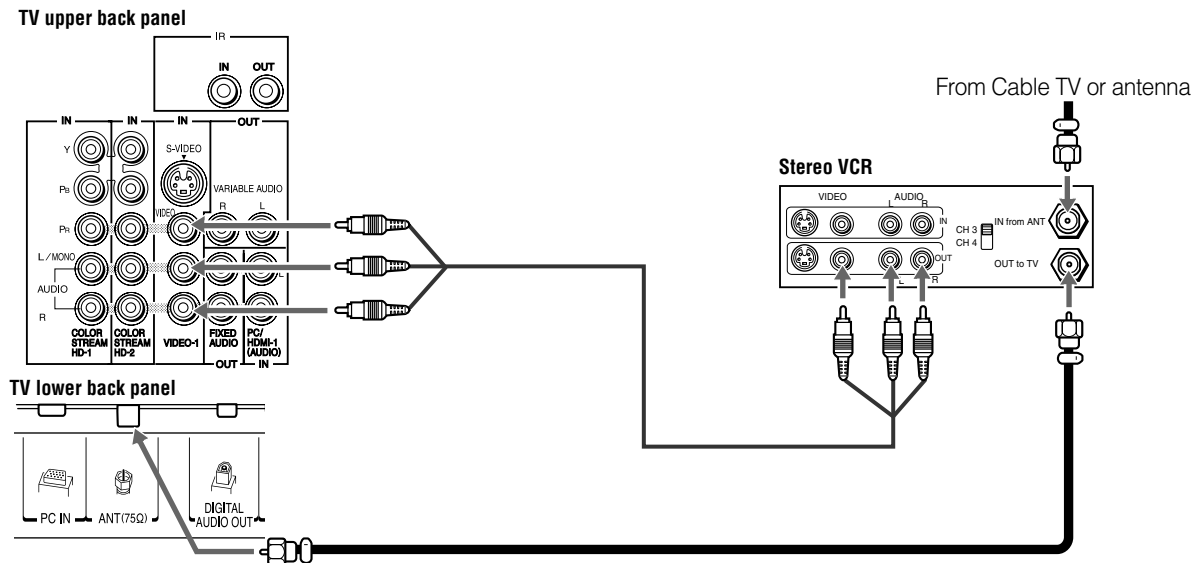 TV upper back panel
IR
IN OUT
From Cable TV or antenna
IN IN IN OUT
Y
S-VIDEO
PB
VARIABLE AUDIO
R L
VIDEO
PR
L/MONO
L
AUDIO
R
COLOR STREAM HD-1
COLOR STREAM HD-2
VIDEO-1
FIXED AUDIO
PC/ HDMI-1 (AUDIO)
OUT IN
Stereo VCR
VIDEO AUDIO
L R
IN
CH 3
CH 4
IN from ANT
OUT
OUT to TV
L R
TV lower back panel
PC IN
ANT(75Ω)
DIGITAL AUDIO OUT